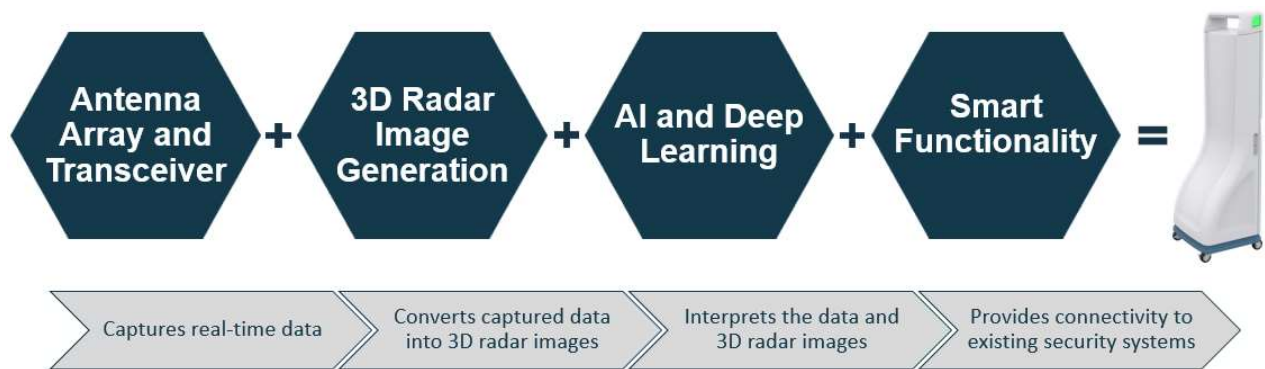 Antenna
Array and
Transceiver
+
3D Radar
Image
Generation
+
AI and Deep
Learning
+
Smart
Functionality
=
Captures real-time data
Converts captured data
into 3D radar images
Interprets the data and
3D radar images
Provides connectivity to
existing security systems